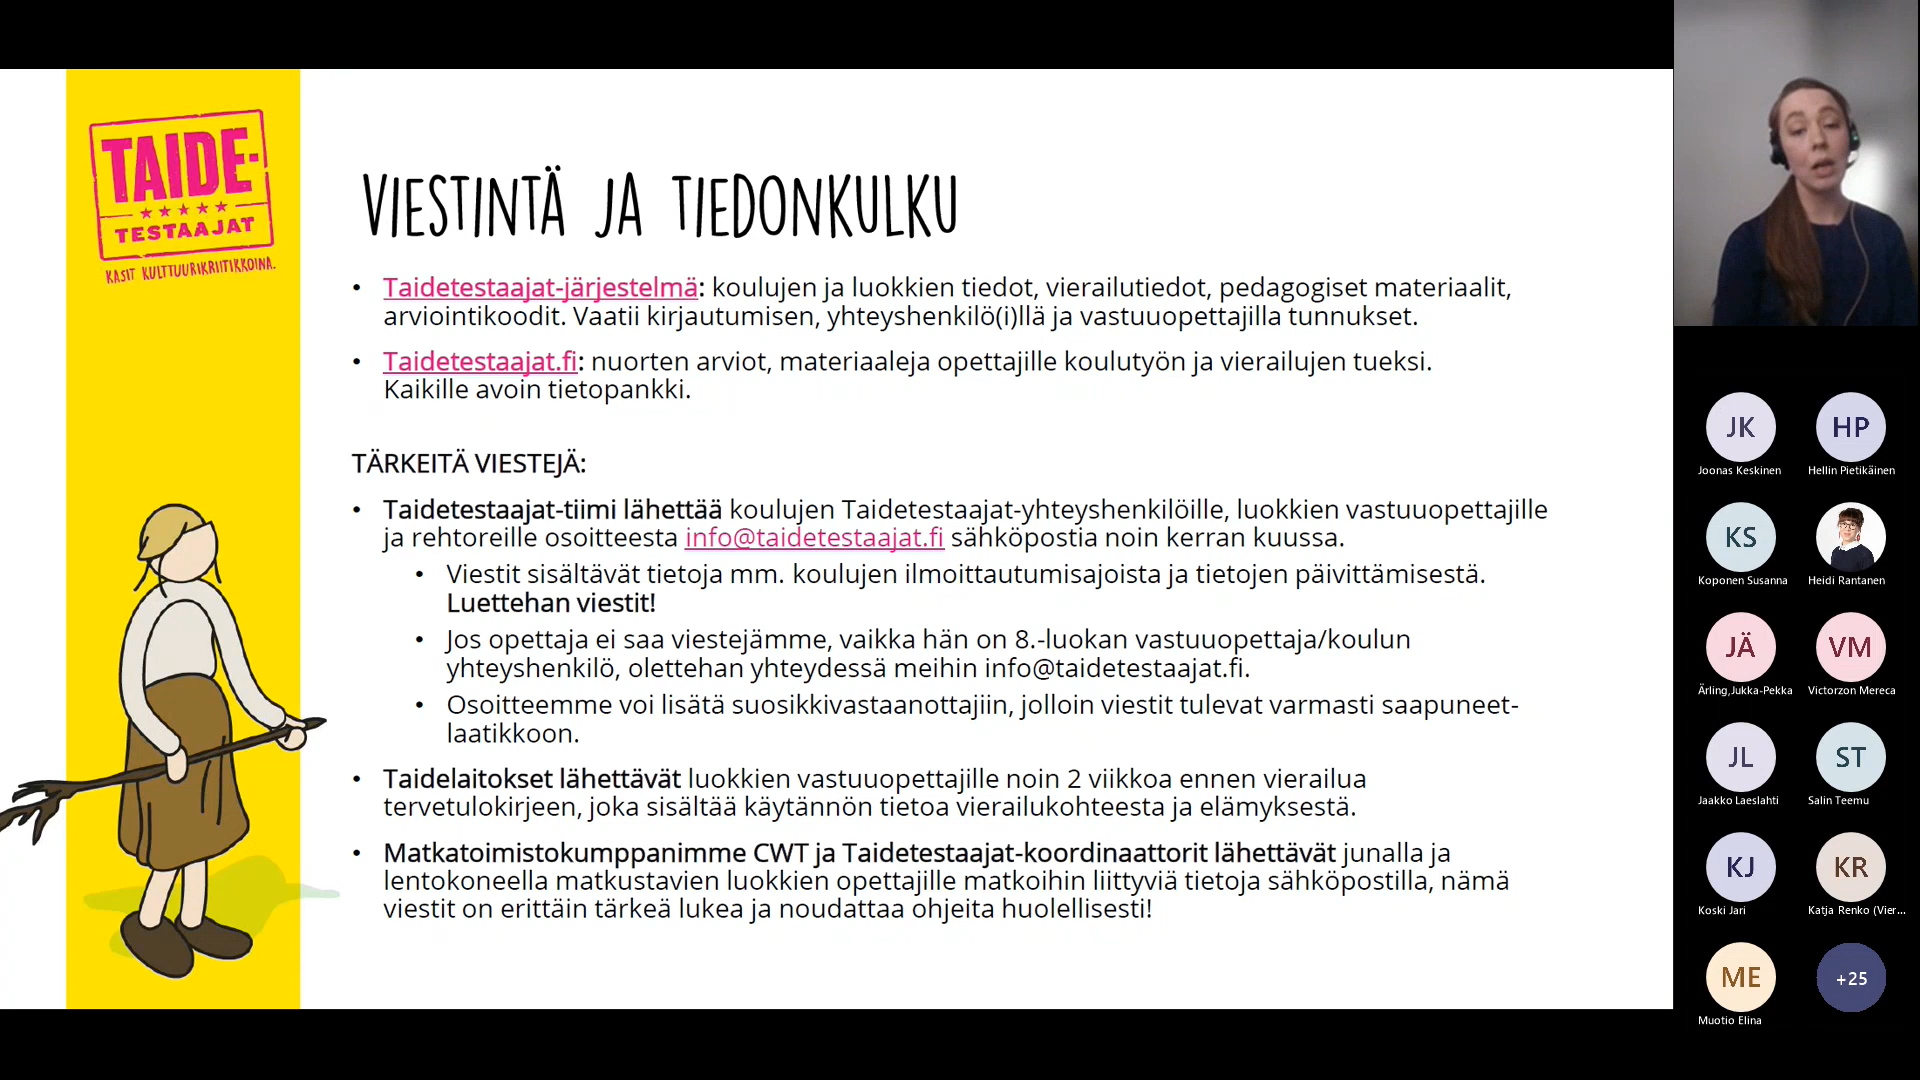 TAIDE-
TESTAAJAT
KASIT KULTTUURIKRIITIKKOINA.
VIESTINTÄ JA TIEDONKULKU
• Taidetestaajat-järjestelmä: koulujen ja luokkien tiedot, vierailutiedot, pedagogiset materiaalit,
arviointikoodit. Vaatii kirjautumisen, yhteyshenkilö(i)llä ja vastuuopettajilla tunnukset.
• Taidetestaajat.fi: nuorten arviot, materiaaleja opettajille koulutyön ja vierailujen tueksi.
Kaikille avoin tietopankki.
TÄRKEITÄ VIESTEJÄ:
• Taidetestaajat-tiimi lähettää koulujen Taidetestaajat-yhteyshenkilöille, luokkien vastuuopettajille
ja rehtoreille osoitteesta info@taidetestaajat.fi sähköpostia noin kerran kuussa.
• Viestit sisältävät tietoja mm. koulujen ilmoittautumisajoista ja tietojen päivittämisestä.
Luettehan viestit!
• Jos opettaja ei saa viestejämme, vaikka hän on 8.-luokan vastuuopettaja/koulun
yhteyshenkilö, olettehan yhteydessä meihin info@taidetestaajat.fi.
• Osoitteemme voi lisätä suosikkivastaanottajiin, jolloin viestit tulevat varmasti saapuneet-
laatikkoon.
• Taidelaitokset lähettävät luokkien vastuuopettajille noin 2 viikkoa ennen vierailua
tervetulokirjeen, joka sisältää käytännön tietoa vierailukohteesta ja elämyksestä.
• Matkatoimistokumppanimme CWT ja Taidetestaajat-koordinaattorit lähettävät junalla ja
lentokoneella matkustavien luokkien opettajille matkoihin liittyviä tietoja sähköpostilla, nämä
viestit on erittäin tärkeä lukea ja noudattaa ohjeita huolellisesti!
JK HP
Joonas Keskinen Hellin Pietikäinen
KS
Koponen Susanna Heidi Rantanen
JÄ VM
Ärling,Jukka-Pekka Victorzon Mereca
JL ST
Jaakko Laeslahti Salin Teemu
KJ KR
Koski Jari Katja Renko (Vier...
ME +25
Muotio Elina